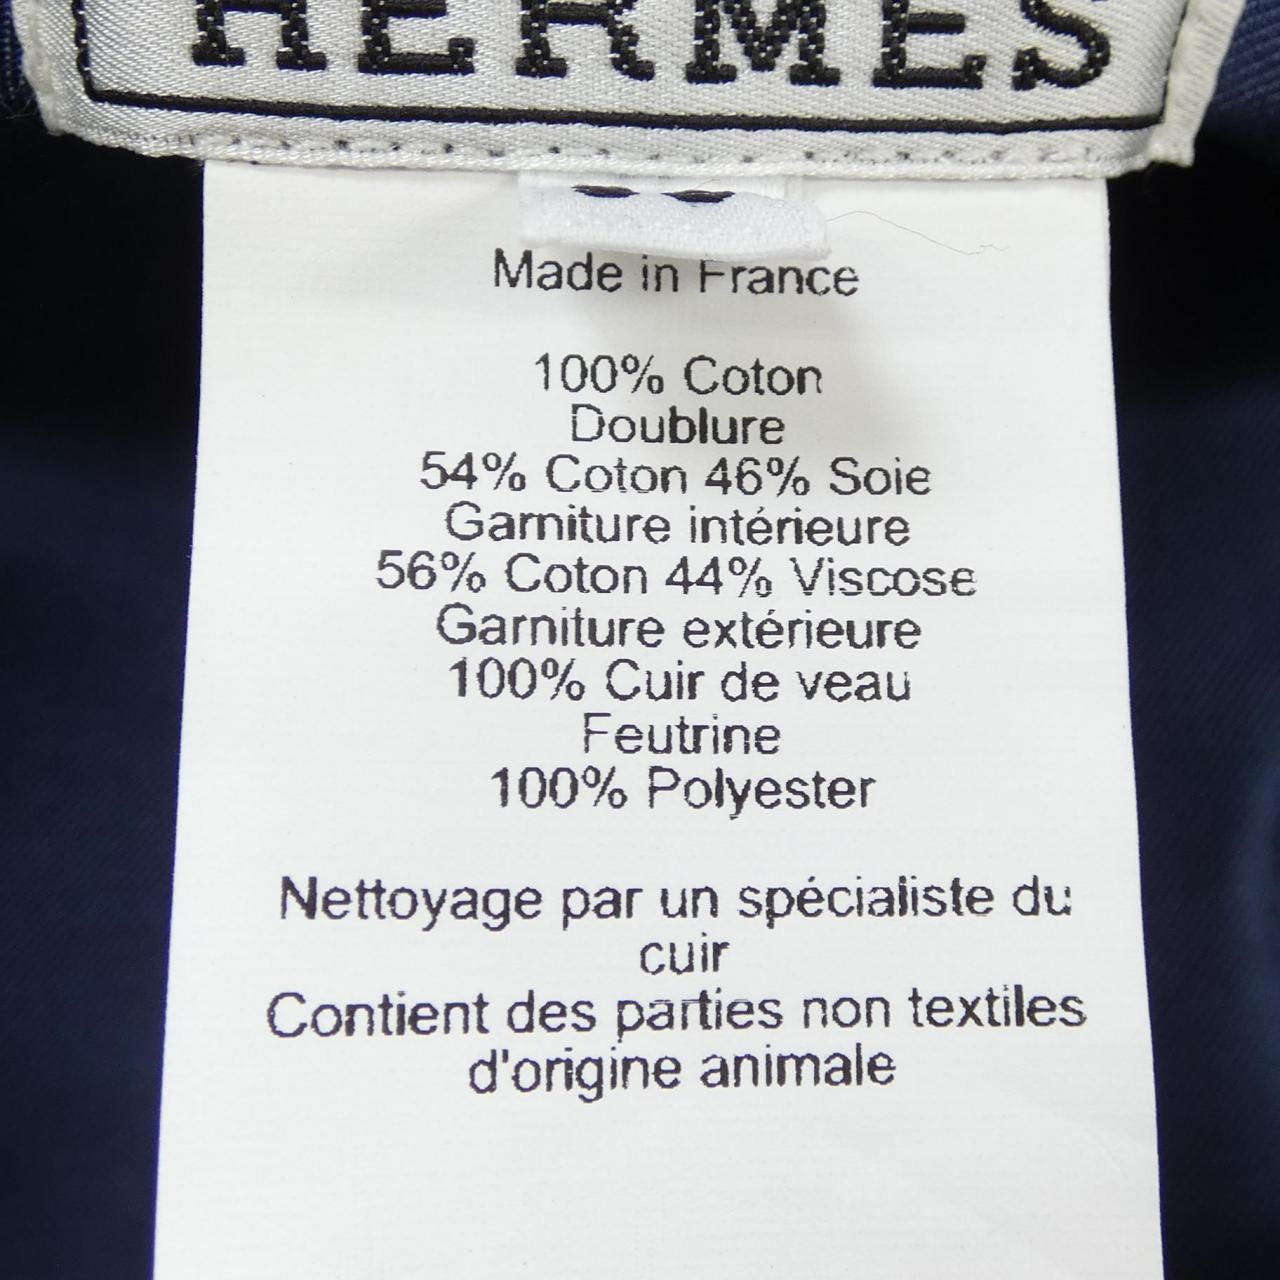 HERMES
Made in France
100% Coton
Doublure
54% Coton 46% Soie
Garniture intérieure
56% Coton 44% Viscose
Garniture extérieure
100% Cuir de veau
Feutrine
100% Polyester
Nettoyage par un spécialiste du
cuir
Contient des parties non textiles
d'origine animale